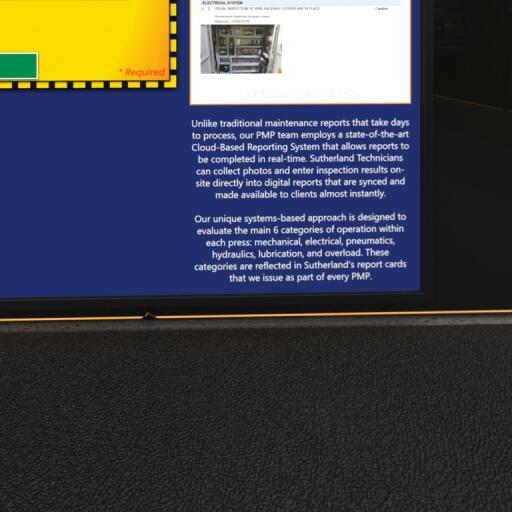 ELECTRICAL SYSTEM
VISUAL INSPECTION OF WIRE RACEWAY COVERS ARE IN PLACE
* Required
Unlike traditional maintenance reports that take days
to process, our PMP team employs a state-of-the-art
Cloud-Based Reporting System that allows reports to
be completed in real-time. Sutherland Technicians
can collect photos and enter inspection results on-
site directly into digital reports that are synced and
made available to clients almost instantly.
Our unique systems-based approach is designed to
evaluate the main 6 categories of operation within
each press: mechanical, electrical, pneumatics,
hydraulics, lubrication, and overload. These
categories are reflected in Sutherland's report cards
that we issue as part of every PMP.